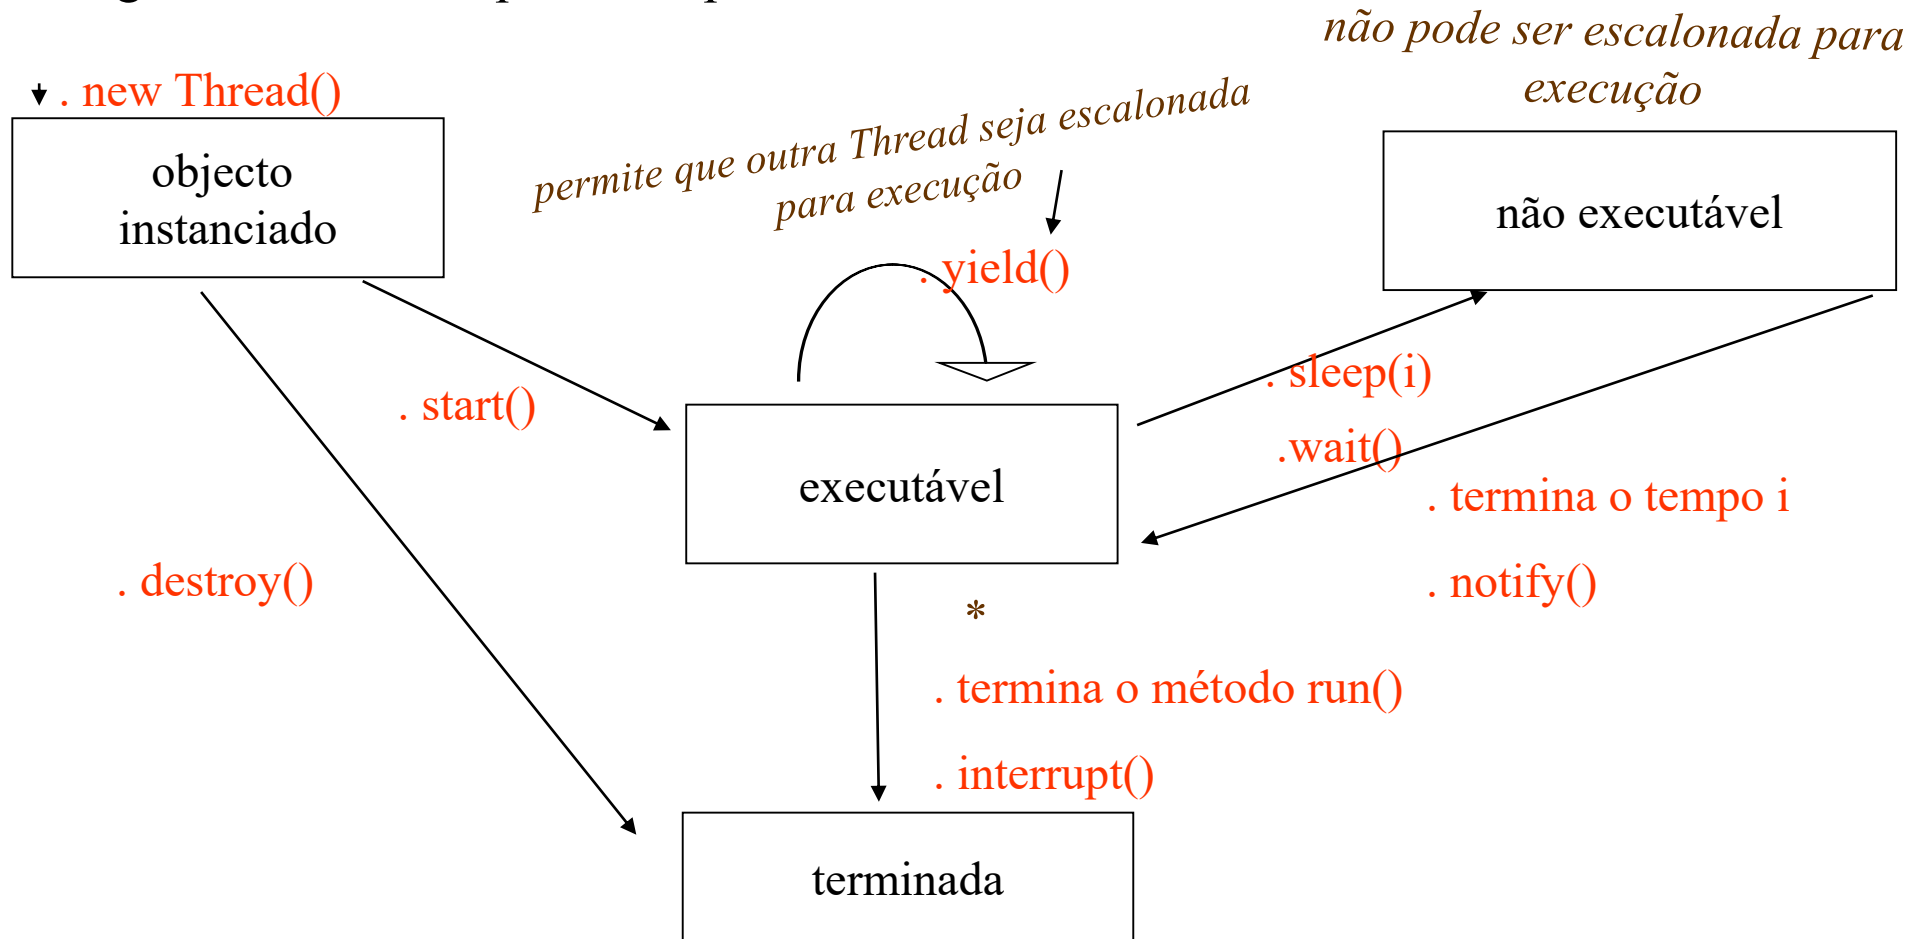 . new Thread()
objecto
instanciado
permite que outra Thread seja escalonada
para execução
. yield()
não pode ser escalonada para
execução
não executável
. start()
. sleep(i)
.wait()
executável
. termina o tempo i
. notify()
. destroy()
*
. termina o método run()
. interrupt()
terminada